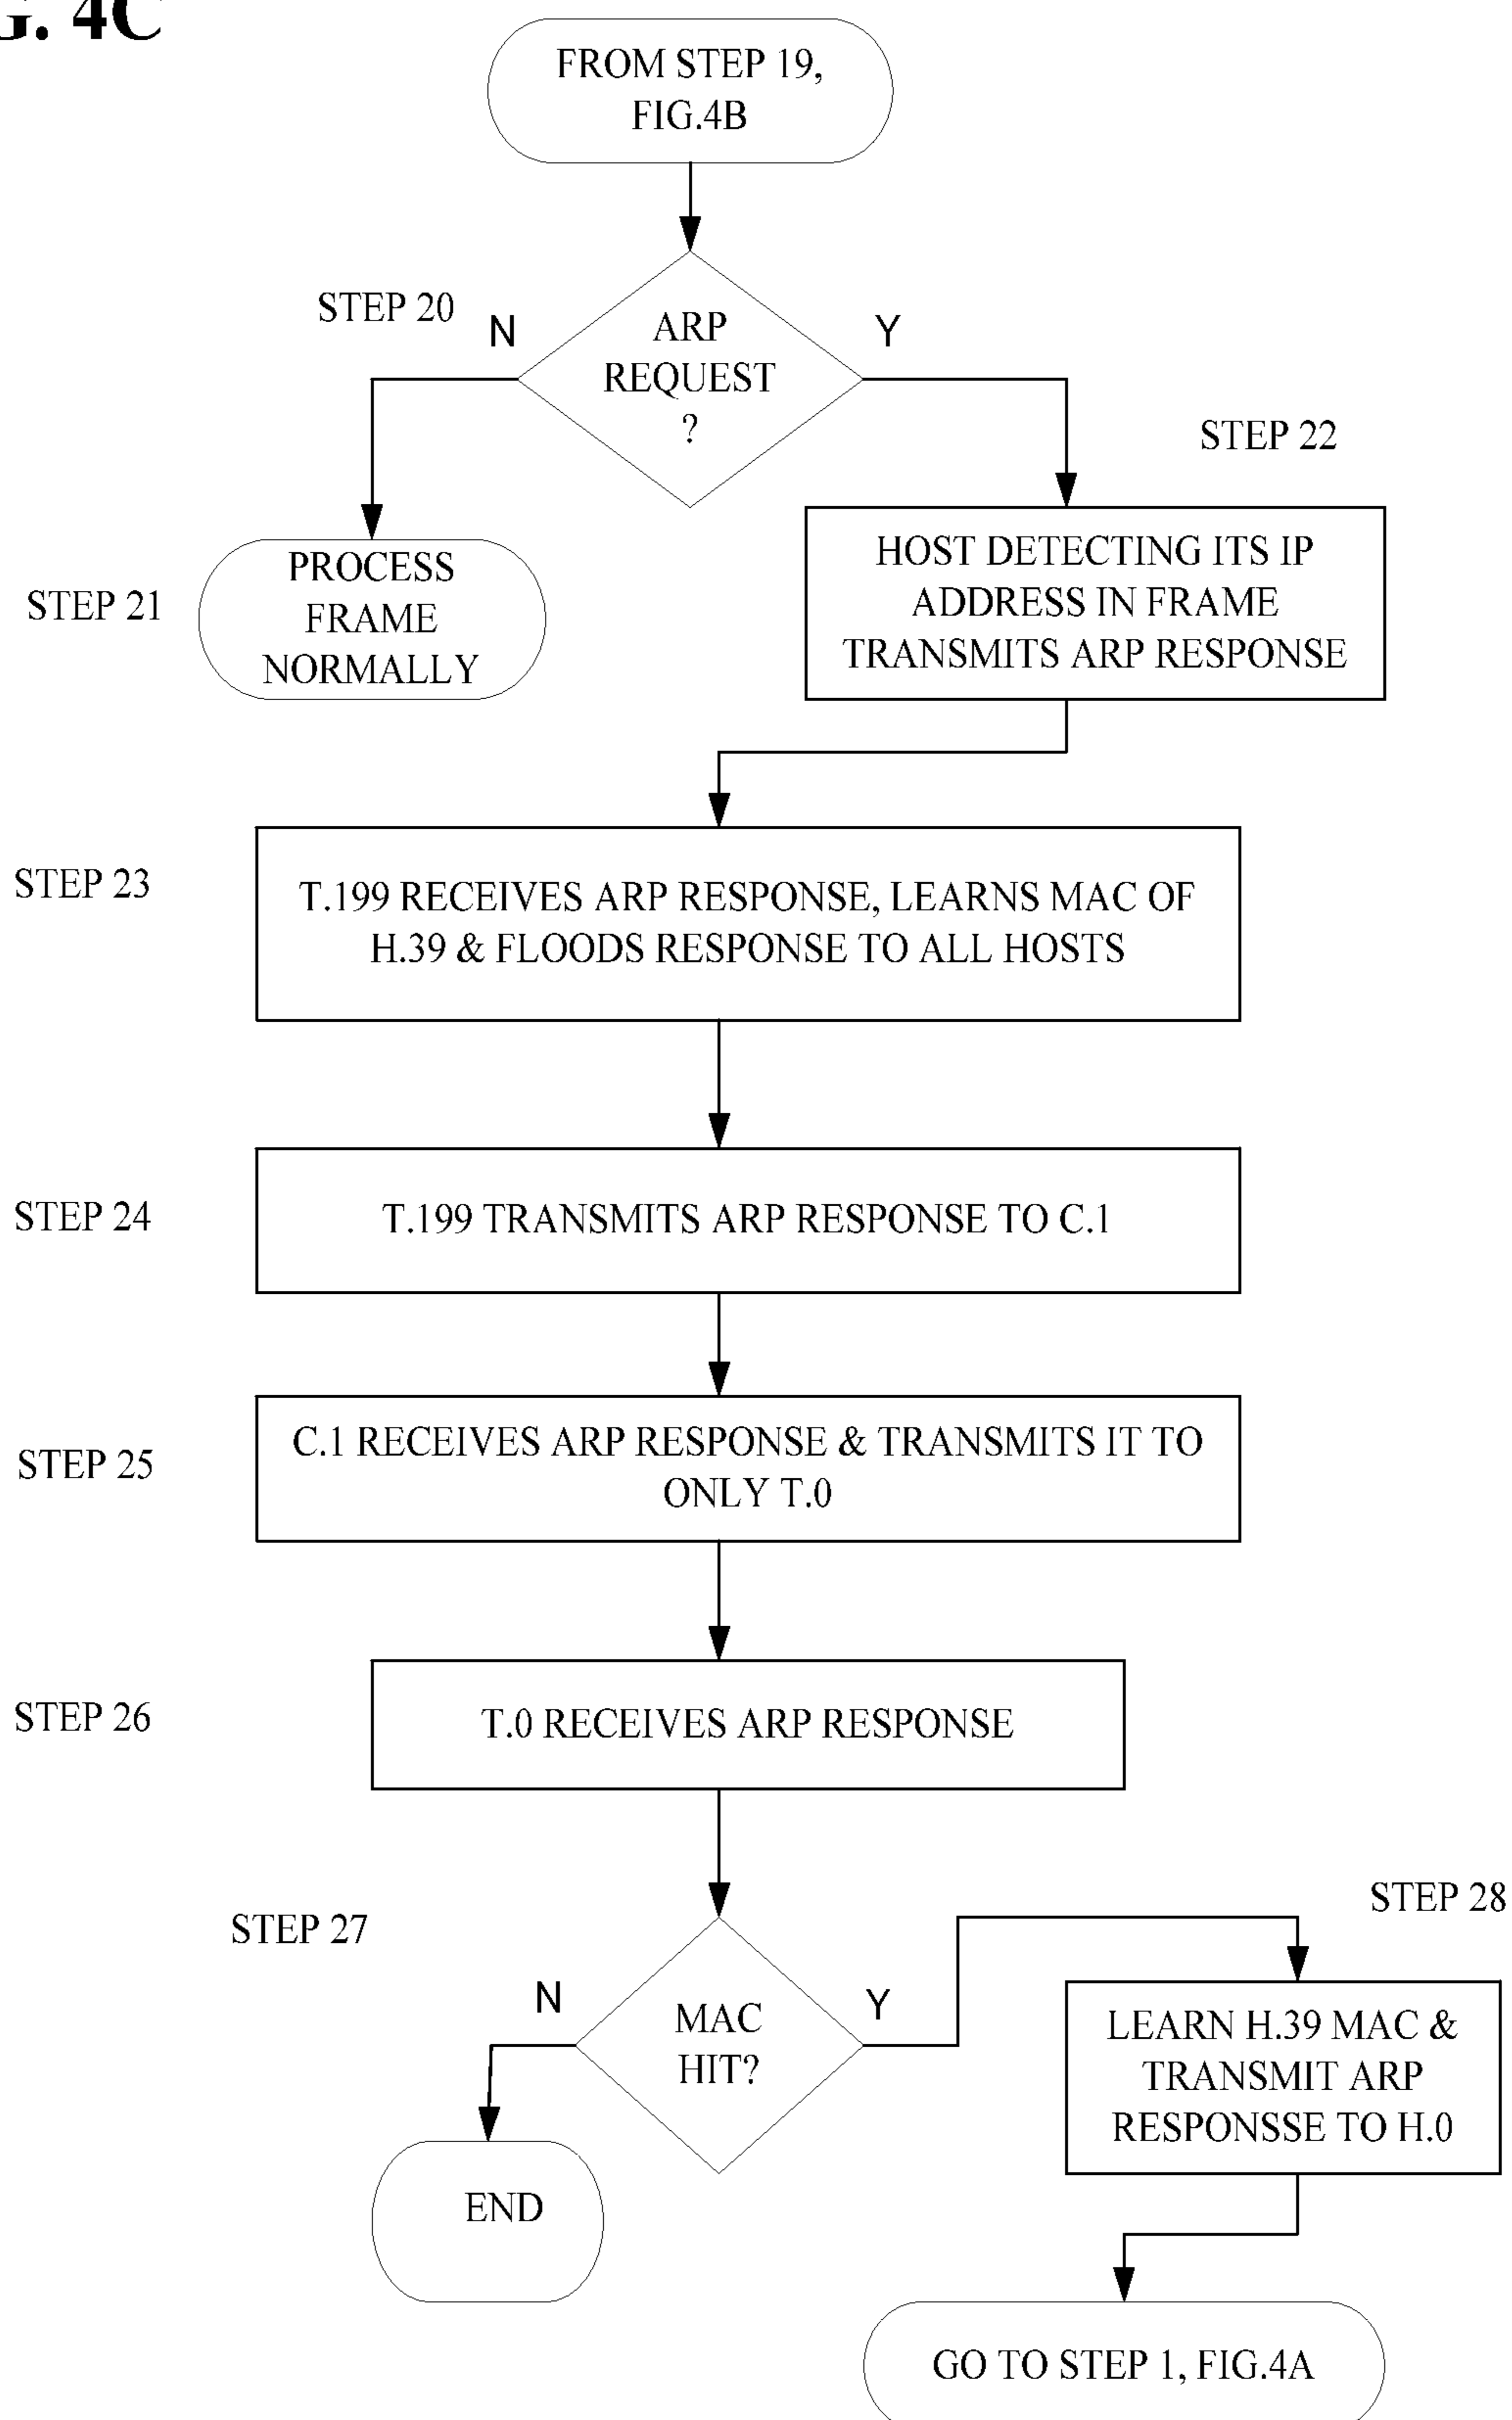 G. 4C
FROM STEP 19,
FIG.4B
STEP 20
N
ARP
REQUEST
?
Y
STEP 22
STEP 21
PROCESS
FRAME
NORMALLY
HOST DETECTING ITS IP
ADDRESS IN FRAME
TRANSMITS ARP RESPONSE
STEP 23
T.199 RECEIVES ARP RESPONSE, LEARNS MAC OF
H.39 & FLOODS RESPONSE TO ALL HOSTS
STEP 24
T.199 TRANSMITS ARP RESPONSE TO C.1
STEP 25
C.1 RECEIVES ARP RESPONSE & TRANSMITS IT TO
ONLY T.0
STEP 26
T.0 RECEIVES ARP RESPONSE
STEP 27
N
MAC
HIT?
Y
STEP 28
LEARN H.39 MAC &
TRANSMIT ARP
RESPONSSE TO H.0
END
GO TO STEP 1, FIG.4A